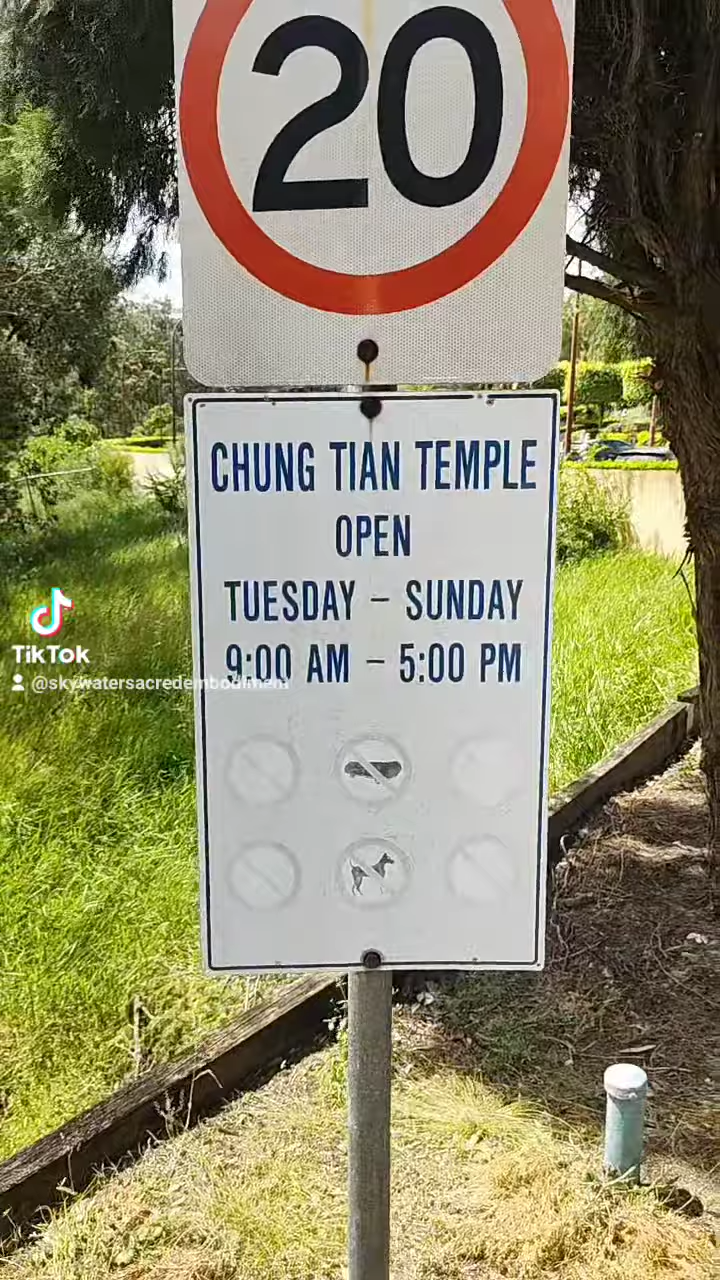 20
CHUNG TIAN TEMPLE
OPEN
TUESDAY – SUNDAY
9:00 AM – 5:00 PM
TikTok
@skywatersacredembodiment